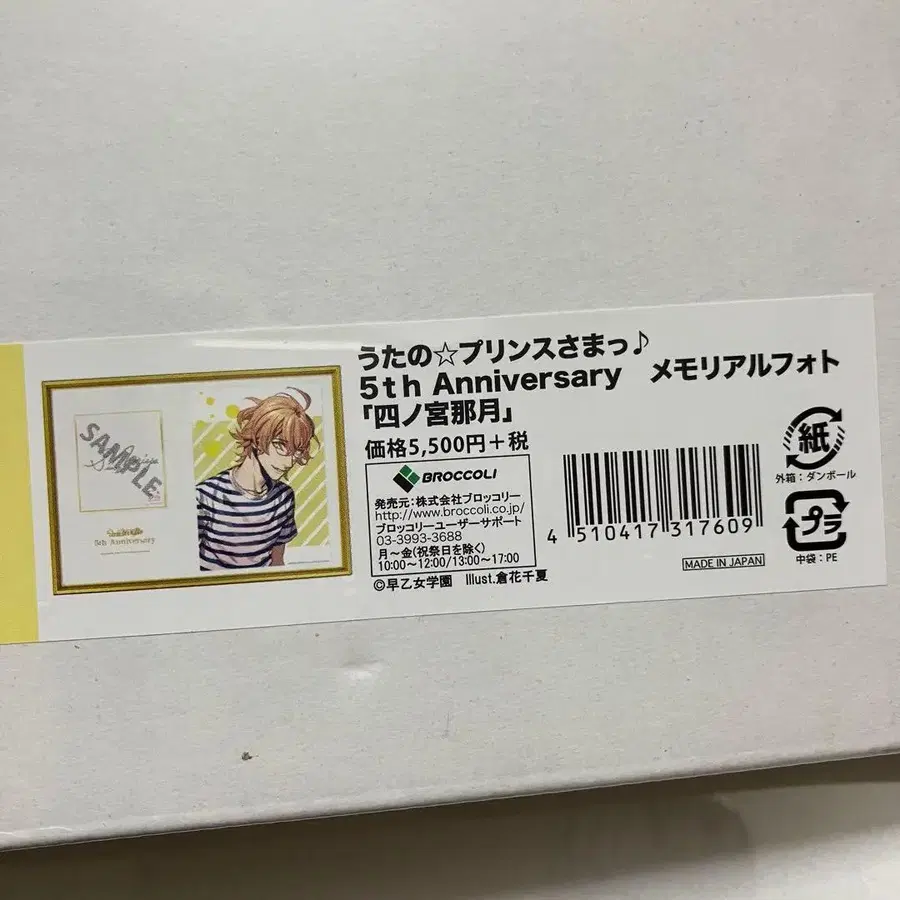 うたの☆プリンスさまっ♪
5th Anniversary　メモリアルフォト
「四ノ宮那月」
価格5,500円＋税
BROCCOLI
発売元:株式会社ブロッコリー
http://www.broccoli.co.jp/
ブロッコリーユーザーサポート
03-3993-3688
月～金(祝祭日を除く)
10:00～12:00/13:00～17:00
©早乙女学園　Illust.倉花千夏
4 510417 317609
MADE IN JAPAN
紙
外箱：ダンボール
プラ
中袋：PE
SAMPLE
5th Anniversary